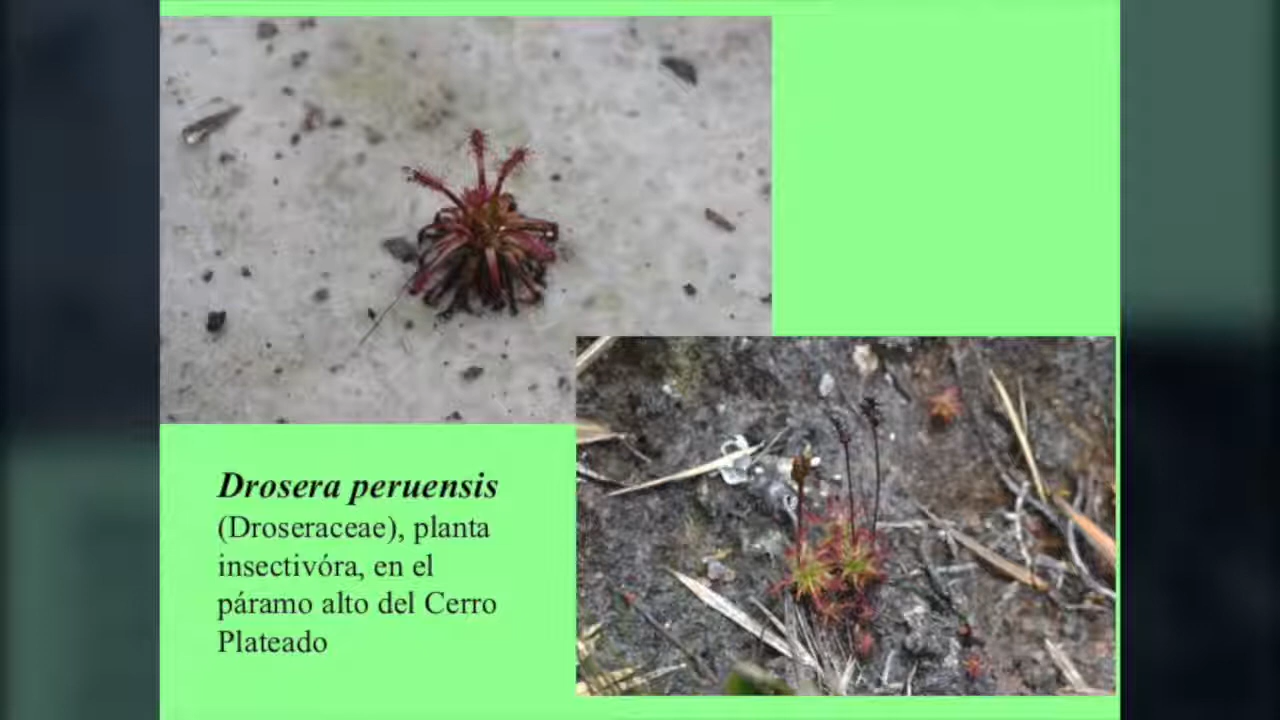 Drosera peruensis
(Droseraceae), planta
insectivóra, en el
páramo alto del Cerro
Plateado